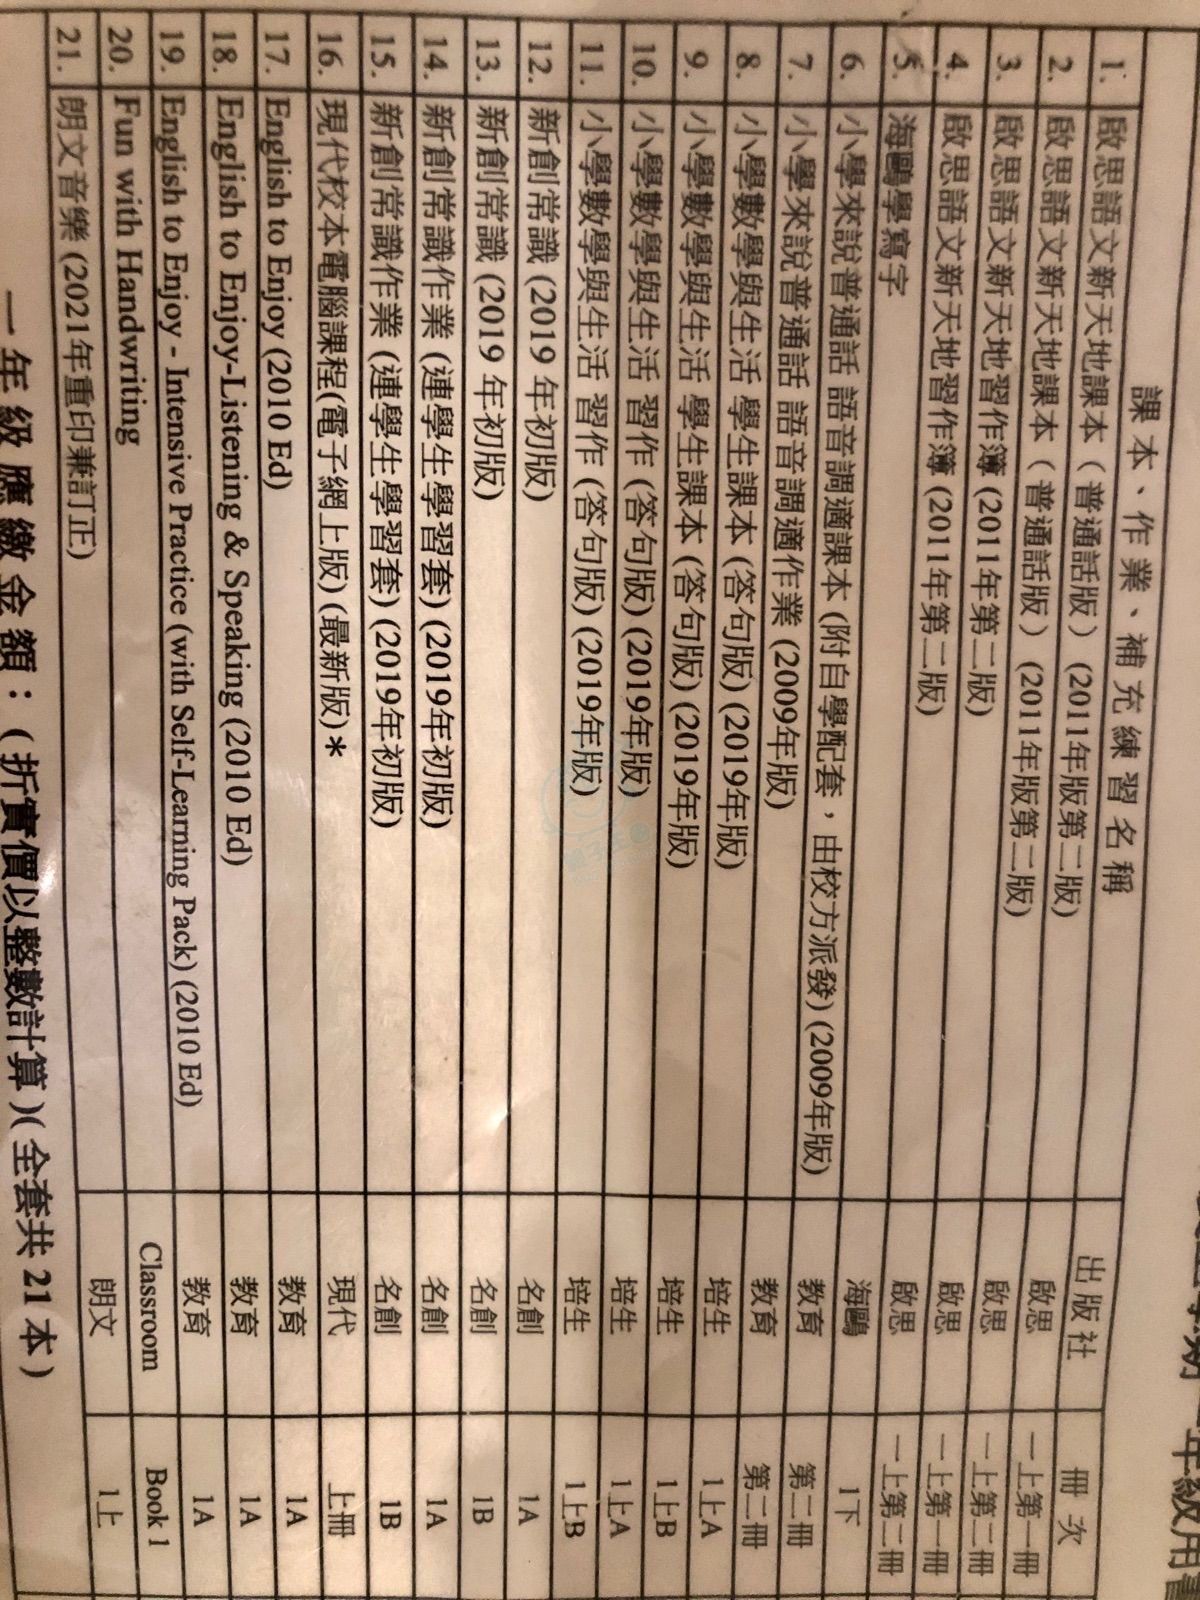 年級用書
課本、作業、補充練習名稱 出版社 冊次
1. 啟思語文新天地課本（普通話版）(2011年版第二版) 啟思 一上第一冊
2. 啟思語文新天地課本（普通話版）(2011年版第二版) 啟思 一上第二冊
3. 啟思語文新天地習作簿 (2011年第二版) 啟思 一上第一冊
4. 啟思語文新天地習作簿 (2011年第二版) 啟思 一上第二冊
5. 海鷗學寫字 海鷗 1下
6. 小學來說普通話 語音調適課本 (附自學配套，由校方派發) (2009年版) 教育 第二冊
7. 小學來說普通話 語音調適作業 (2009年版) 教育 第二冊
8. 小學數學與生活 學生課本 (答句版) (2019年版) 培生 1上A
9. 小學數學與生活 學生課本 (答句版) (2019年版) 培生 1上B
10. 小學數學與生活 習作 (答句版) (2019年版) 培生 1上A
11. 小學數學與生活 習作 (答句版) (2019年版) 培生 1上B
12. 新創常識 (2019 年初版) 名創 1A
13. 新創常識 (2019 年初版) 名創 1B
14. 新創常識作業 (連學生學習套) (2019年初版) 名創 1A
15. 新創常識作業 (連學生學習套) (2019年初版) 名創 1B
16. 現代校本電腦課程(電子網上版) (最新版)＊ 現代 上冊
17. English to Enjoy (2010 Ed) 教育 1A
18. English to Enjoy-Listening & Speaking (2010 Ed) 教育 1A
19. English to Enjoy - Intensive Practice (with Self-Learning Pack) (2010 Ed) 教育 1A
20. Fun with Handwriting Classroom Book 1
21. 朗文音樂 (2021年重印兼訂正) 朗文 1上
一年級應繳金額：(折實價以整數計算)(全套共21本)